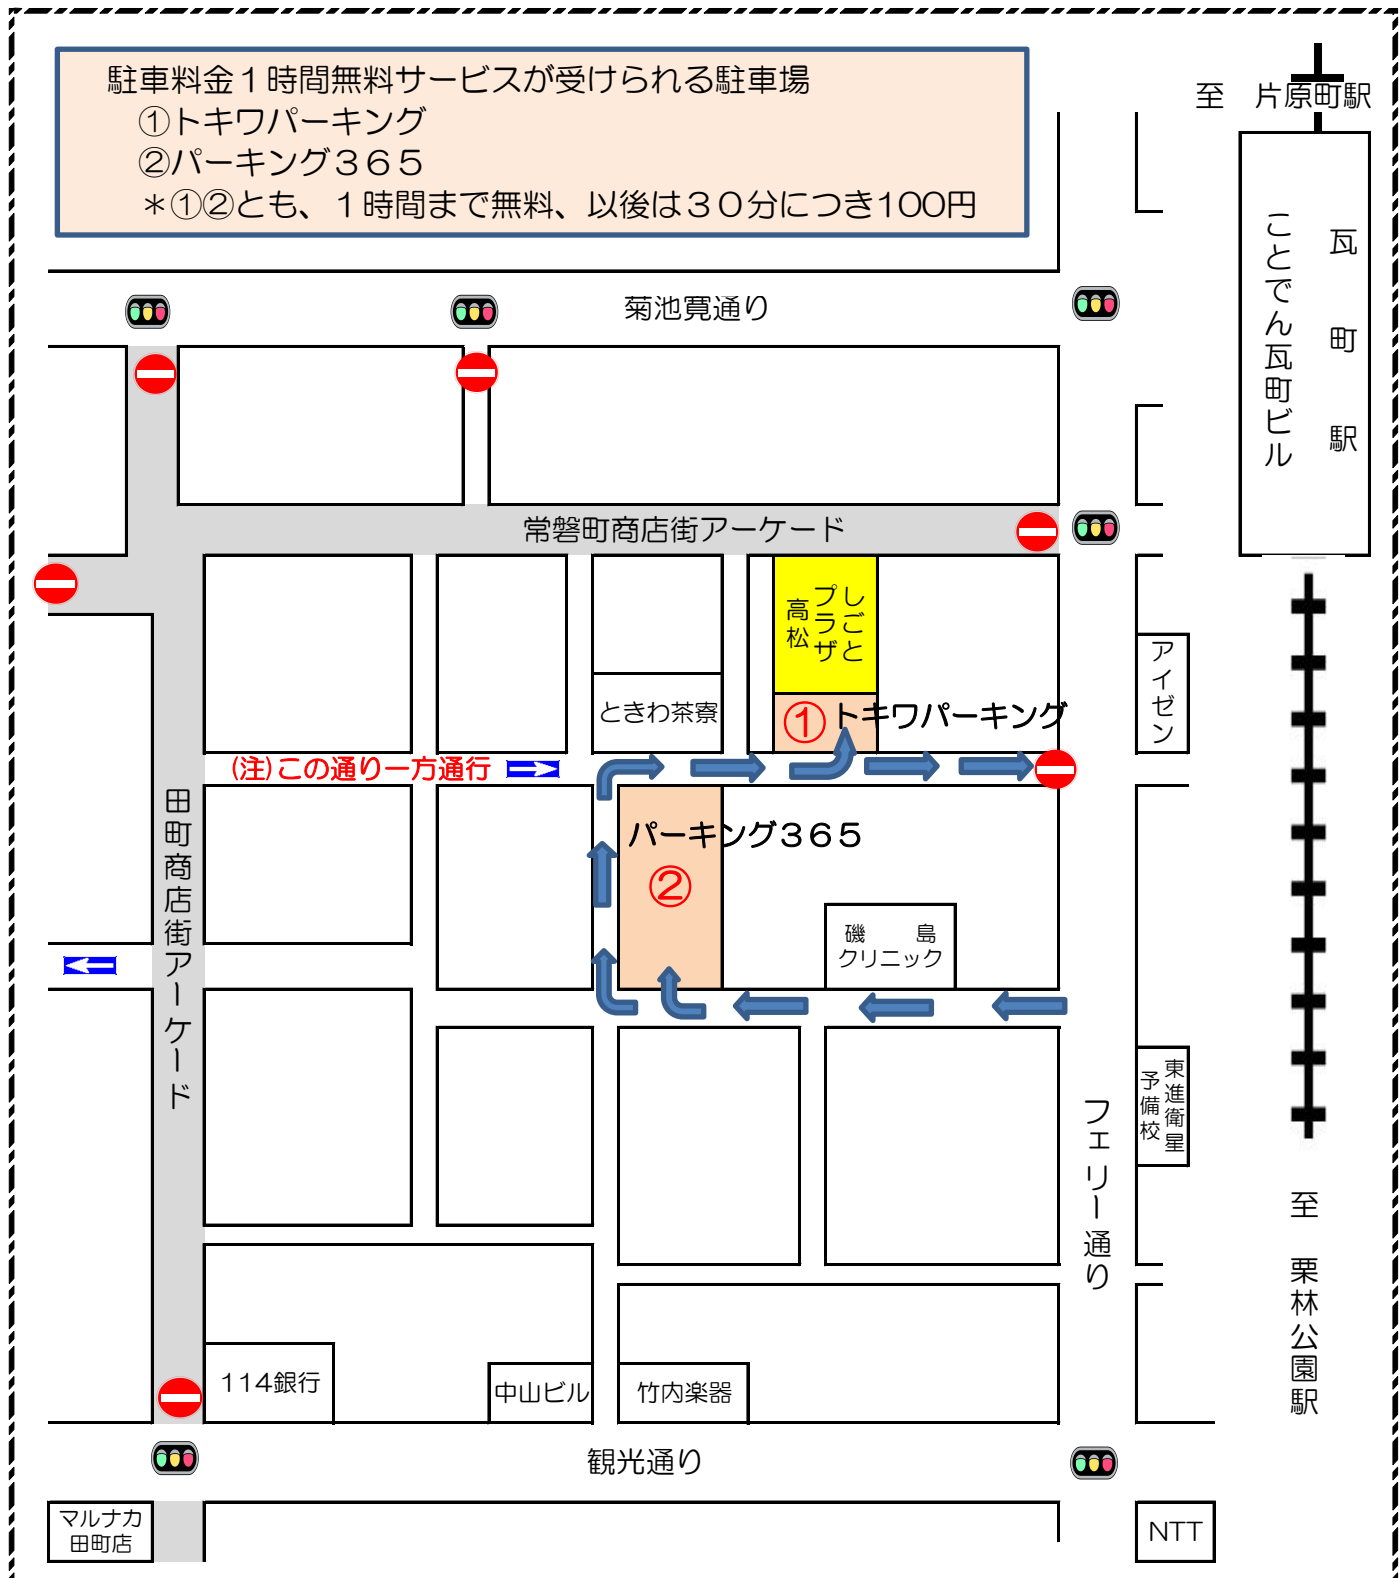 駐車料金１時間無料サービスが受けられる駐車場
①トキワパーキング
②パーキング３６５
＊①②とも、１時間まで無料、以後は３０分につき100円
至　片原町駅
瓦町駅
ことでん瓦町ビル
菊池寛通り
常磐町商店街アーケード
しごと
プラザ
高松
アイゼン
ときわ茶寮
①トキワパーキング
(注)この通り一方通行
田町商店街アーケード
パーキング３６５
②
磯　島
クリニック
フェリー通り
東進衛星
予備校
至　栗林公園駅
114銀行
中山ビル
竹内楽器
観光通り
マルナカ
田町店
NTT